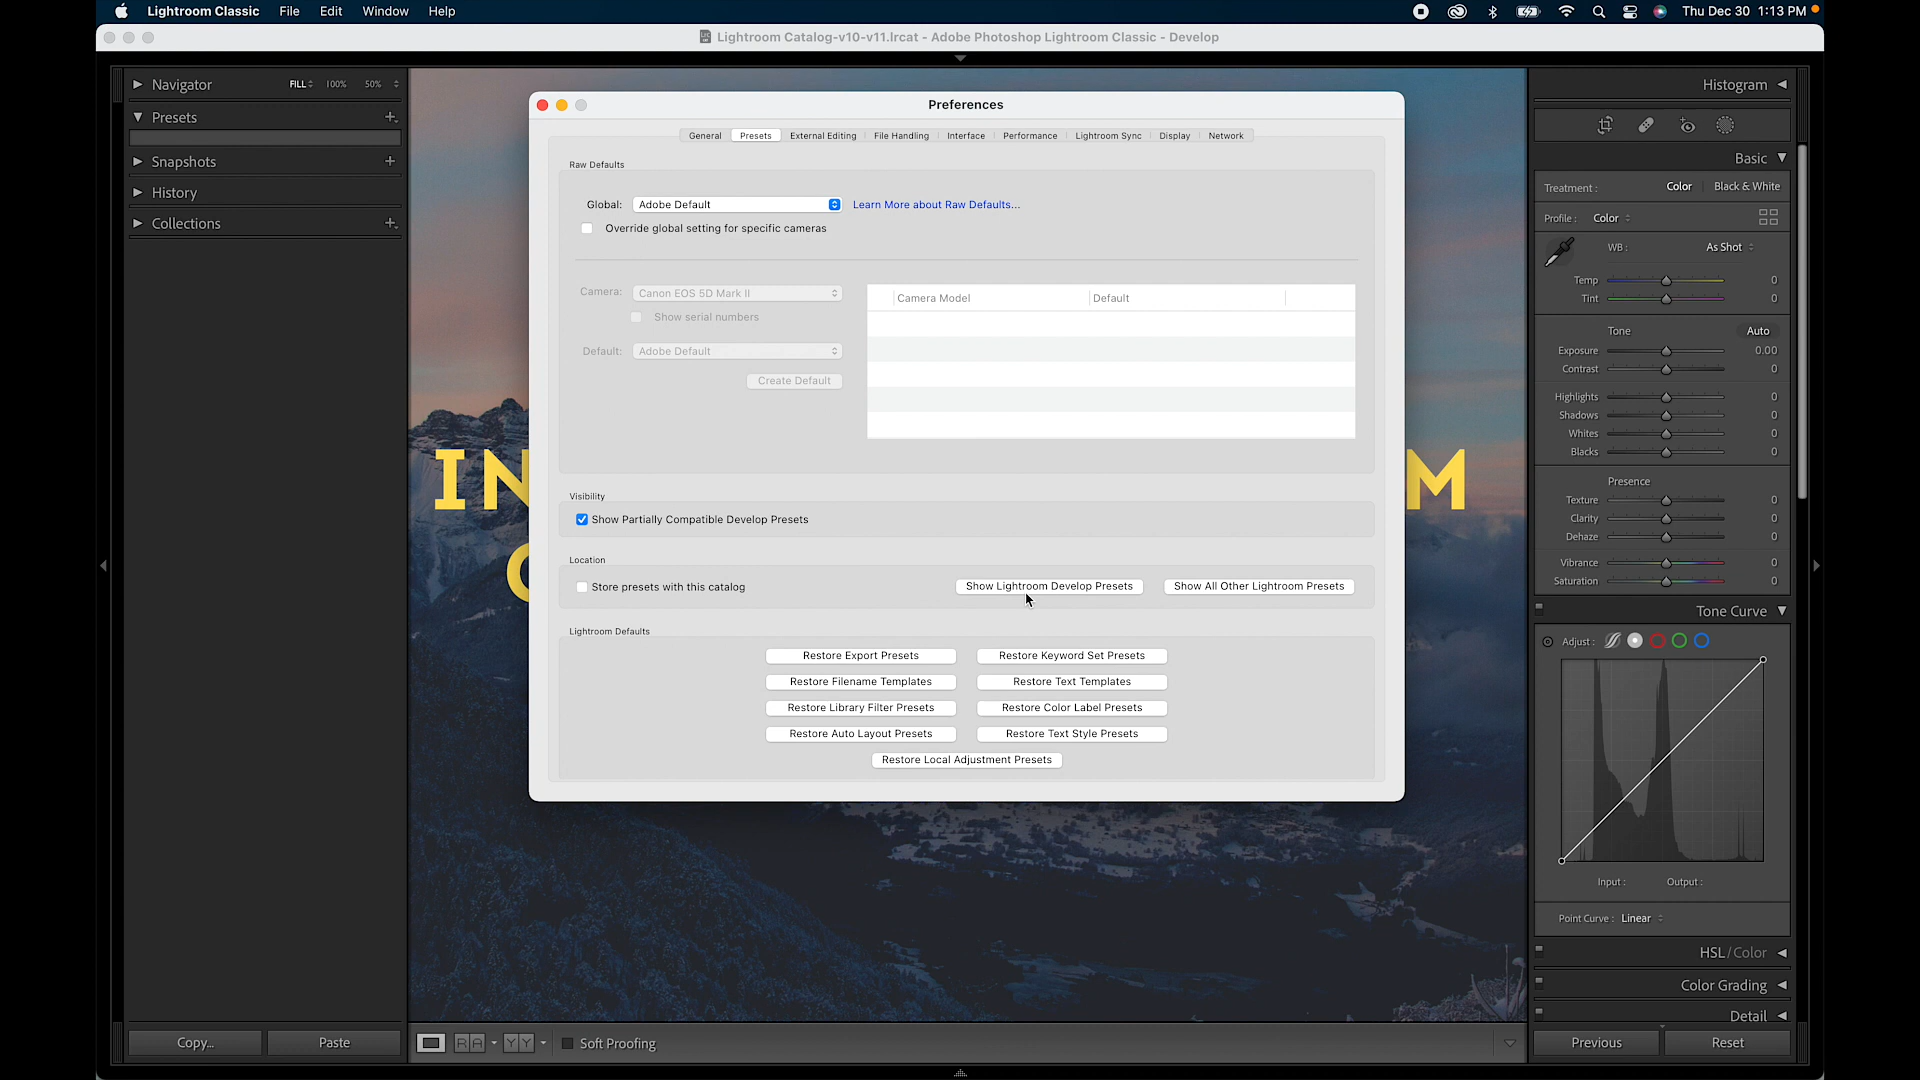 Lightroom Classic File Edit Window Help Thu Dec 30 1:13 PM
Lightroom Catalog-v10-v11.lrcat - Adobe Photoshop Lightroom Classic - Develop
Navigator FILL 100% 50%
Presets
Snapshots
History
Collections
Copy...
Paste
IN
M
Preferences
General Presets External Editing File Handling Interface Performance Lightroom Sync Display Network
Raw Defaults
Global: Adobe Default Learn More about Raw Defaults...
Override global setting for specific cameras
Camera: Canon EOS 5D Mark II
Show serial numbers
Default: Adobe Default
Create Default
Camera Model Default
Visibility
Show Partially Compatible Develop Presets
Location
Store presets with this catalog Show Lightroom Develop Presets Show All Other Lightroom Presets
Lightroom Defaults
Restore Export Presets Restore Keyword Set Presets
Restore Filename Templates Restore Text Templates
Restore Library Filter Presets Restore Color Label Presets
Restore Auto Layout Presets Restore Text Style Presets
Restore Local Adjustment Presets
RA YY Soft Proofing
Histogram
Basic
Treatment : Color Black & White
Profile : Color
WB : As Shot
Temp 0
Tint 0
Tone Auto
Exposure 0.00
Contrast 0
Highlights 0
Shadows 0
Whites 0
Blacks 0
Presence
Texture 0
Clarity 0
Dehaze 0
Vibrance 0
Saturation 0
Tone Curve
Adjust :
Input : Output :
Point Curve : Linear
HSL / Color
Color Grading
Detail
Previous Reset